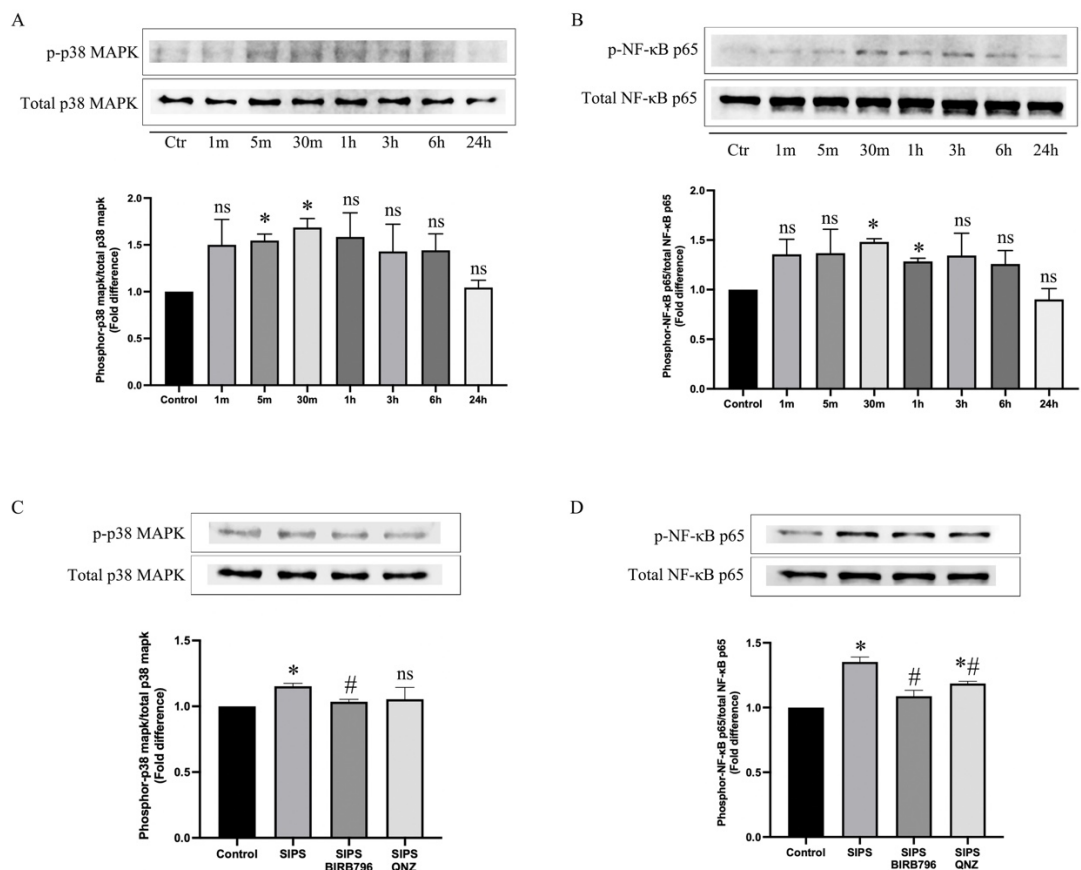 A
p-p38 MAPK
Total p38 MAPK
Ctr 1m 5m 30m 1h 3h 6h 24h
Phosphor-p38 mapk/total p38 mapk
(Fold difference)
2.0
1.5
1.0
0.5
0.0
ns * * ns ns ns ns
ns
Control 1m 5m 30m 1h 3h 6h 24h
B
p-NF-κB p65
Total NF-κB p65
Ctr 1m 5m 30m 1h 3h 6h 24h
Phosphor-NF-κB p65/total NF-κB p65
(Fold difference)
2.0
1.5
1.0
0.5
0.0
ns ns * * ns ns ns
Control 1m 5m 30m 1h 3h 6h 24h
C
p-p38 MAPK
Total p38 MAPK
Phosphor-p38 mapk/total p38 mapk
(Fold difference)
1.5
1.0
0.5
0.0
* # ns
Control SIPS SIPS SIPS
BIRB796 QNZ
D
p-NF-κB p65
Total NF-κB p65
Phosphor-NF-κB p65/total NF-κB p65
(Fold difference)
1.5
1.0
0.5
0.0
* # *#
Control SIPS SIPS SIPS
BIRB796 QNZ